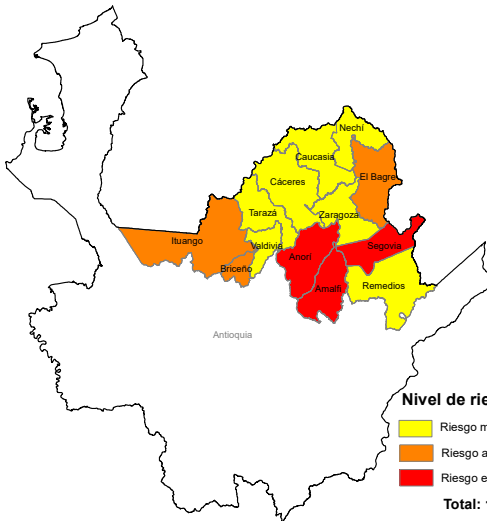 Nechí
Caucasia
El Bagre
Cáceres
Tarazá
Zaragoza
Ituango
Valdivia
Segovia
Anorí
Briceño
Amalfi
Remedios
Antioquia
Nivel de
Riesgo
Riesgo
Riesgo
Total: